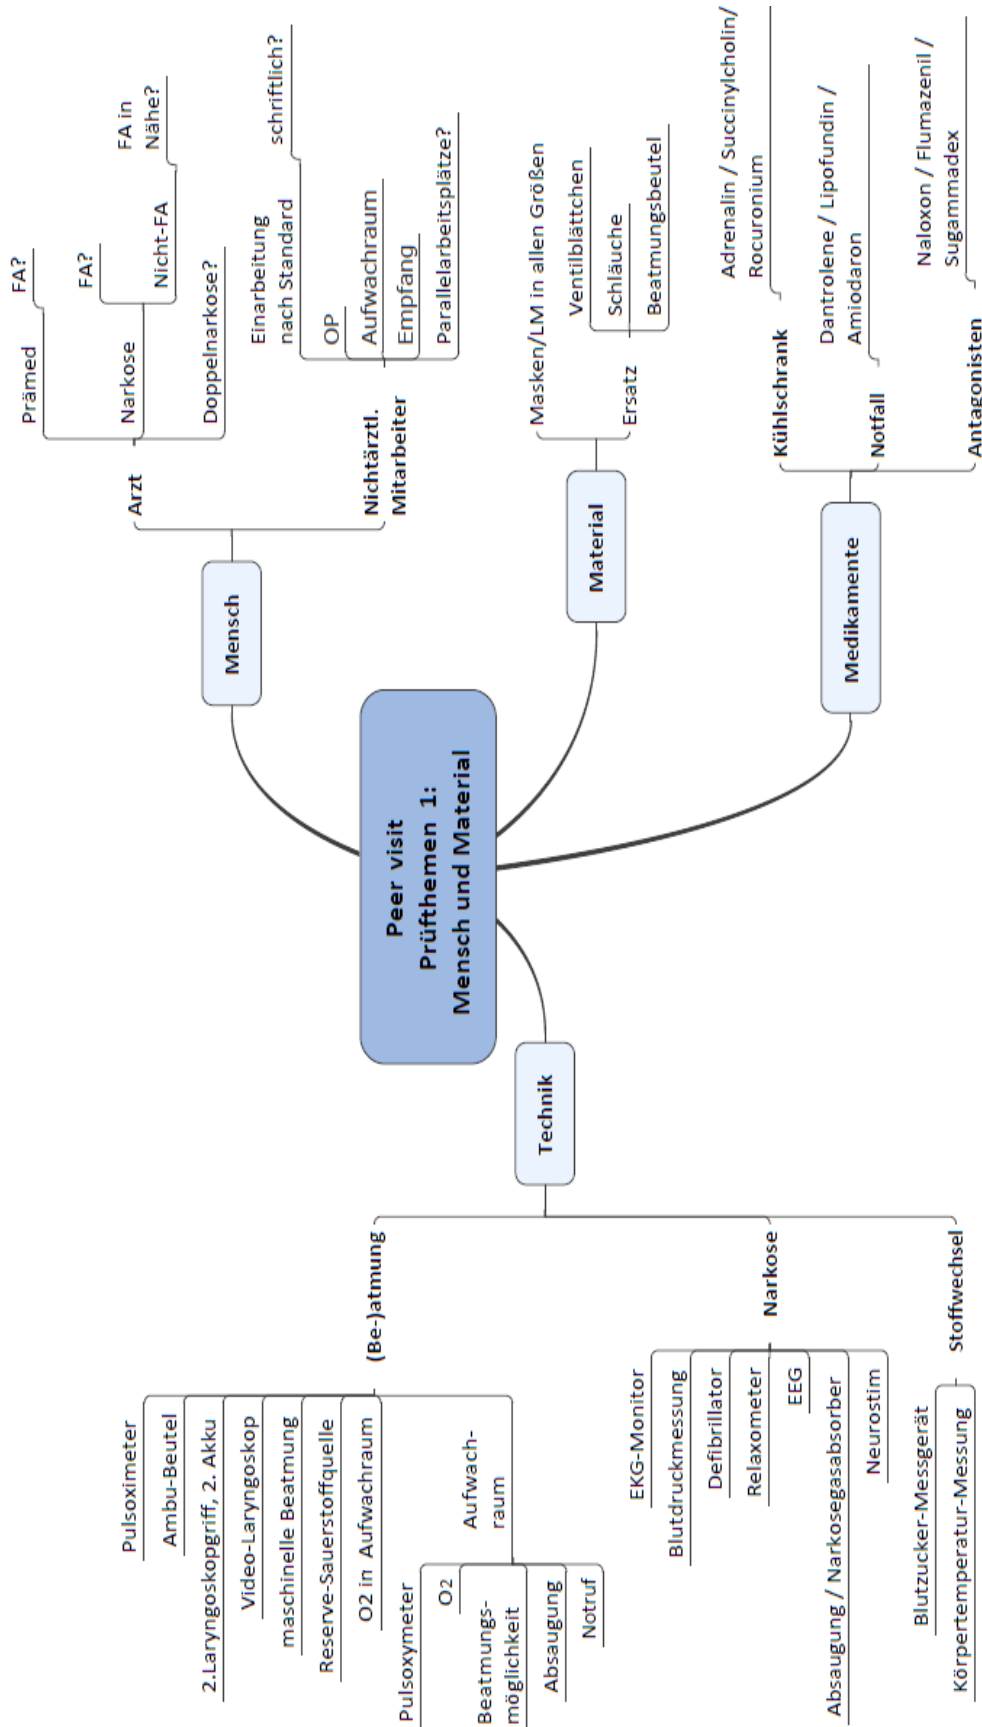 Peer visit
Prüfthemen 1:
Mensch und Material
Mensch
Arzt
Prämed
FA?
Narkose
FA?
Nicht-FA
FA in
Nähe?
Doppelnarkose?
Nichtärztl.
Mitarbeiter
Einarbeitung
nach Standard
schriftlich?
OP
Aufwachraum
Empfang
Parallelarbeitsplätze?
Material
Masken/LM in allen Größen
Ersatz
Ventilblättchen
Schläuche
Beatmungsbeutel
Medikamente
Kühlschrank
Adrenalin / Succinylcholin/
Rocuronium
Notfall
Dantrolene / Lipofundin /
Amiodaron
Antagonisten
Naloxon / Flumazenil /
Sugammadex
Technik
(Be-)atmung
Pulsoximeter
Ambu-Beutel
2.Laryngoskopgriff, 2. Akku
Video-Laryngoskop
maschinelle Beatmung
Reserve-Sauerstoffquelle
O2 in Aufwachraum
Aufwach-
raum
Pulsoxymeter
O2
Beatmungs-
möglichkeit
Absaugung
Notruf
Narkose
EKG-Monitor
Blutdruckmessung
Defibrillator
Relaxometer
EEG
Absaugung / Narkosegasabsorber
Neurostim
Stoffwechsel
Blutzucker-Messgerät
Körpertemperatur-Messung